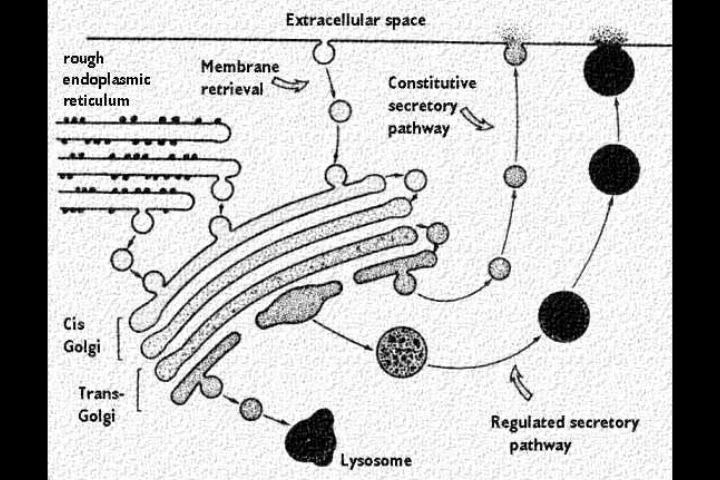 Extracellular space
rough
endoplasmic
reticulum
Membrane
retrieval
Constitutive
secretory
pathway
Cis
Golgi
Trans-
Golgi
Regulated secretory
pathway
Lysosome